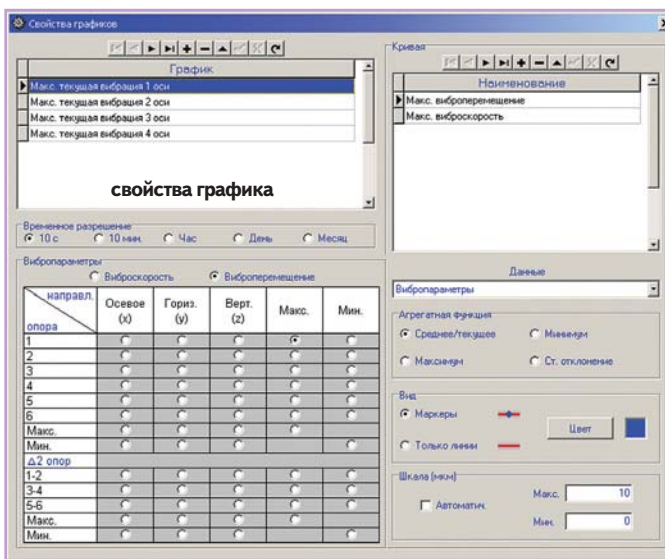 Свойства графиков
График
Макс. текущая вибрация 1 оси
Макс. текущая вибрация 2 оси
Макс. текущая вибрация 3 оси
Макс. текущая вибрация 4 оси
свойства графика
Временное разрешение
10 с 10 мин. Час День Месяц
Вибропараметры
Виброскорость Виброперемещение
направл. опора Осевое (x) Гориз. (y) Верт. (z) Макс. Мин.
1
2
3
4
5
6
Макс.
Мин.
Δ2 опор
1-2
3-4
5-6
Макс.
Мин.
Кривая
Наименование
Макс. виброперемещение
Макс. виброскорость
Данные
Вибропараметры
Агрегатная функция
Среднее/текущее Минимум
Максимум Ст. отклонение
Вид
Маркеры
Цвет
Только линии
Шкала (мкм)
Автоматич.
Макс. 10
Мин. 0